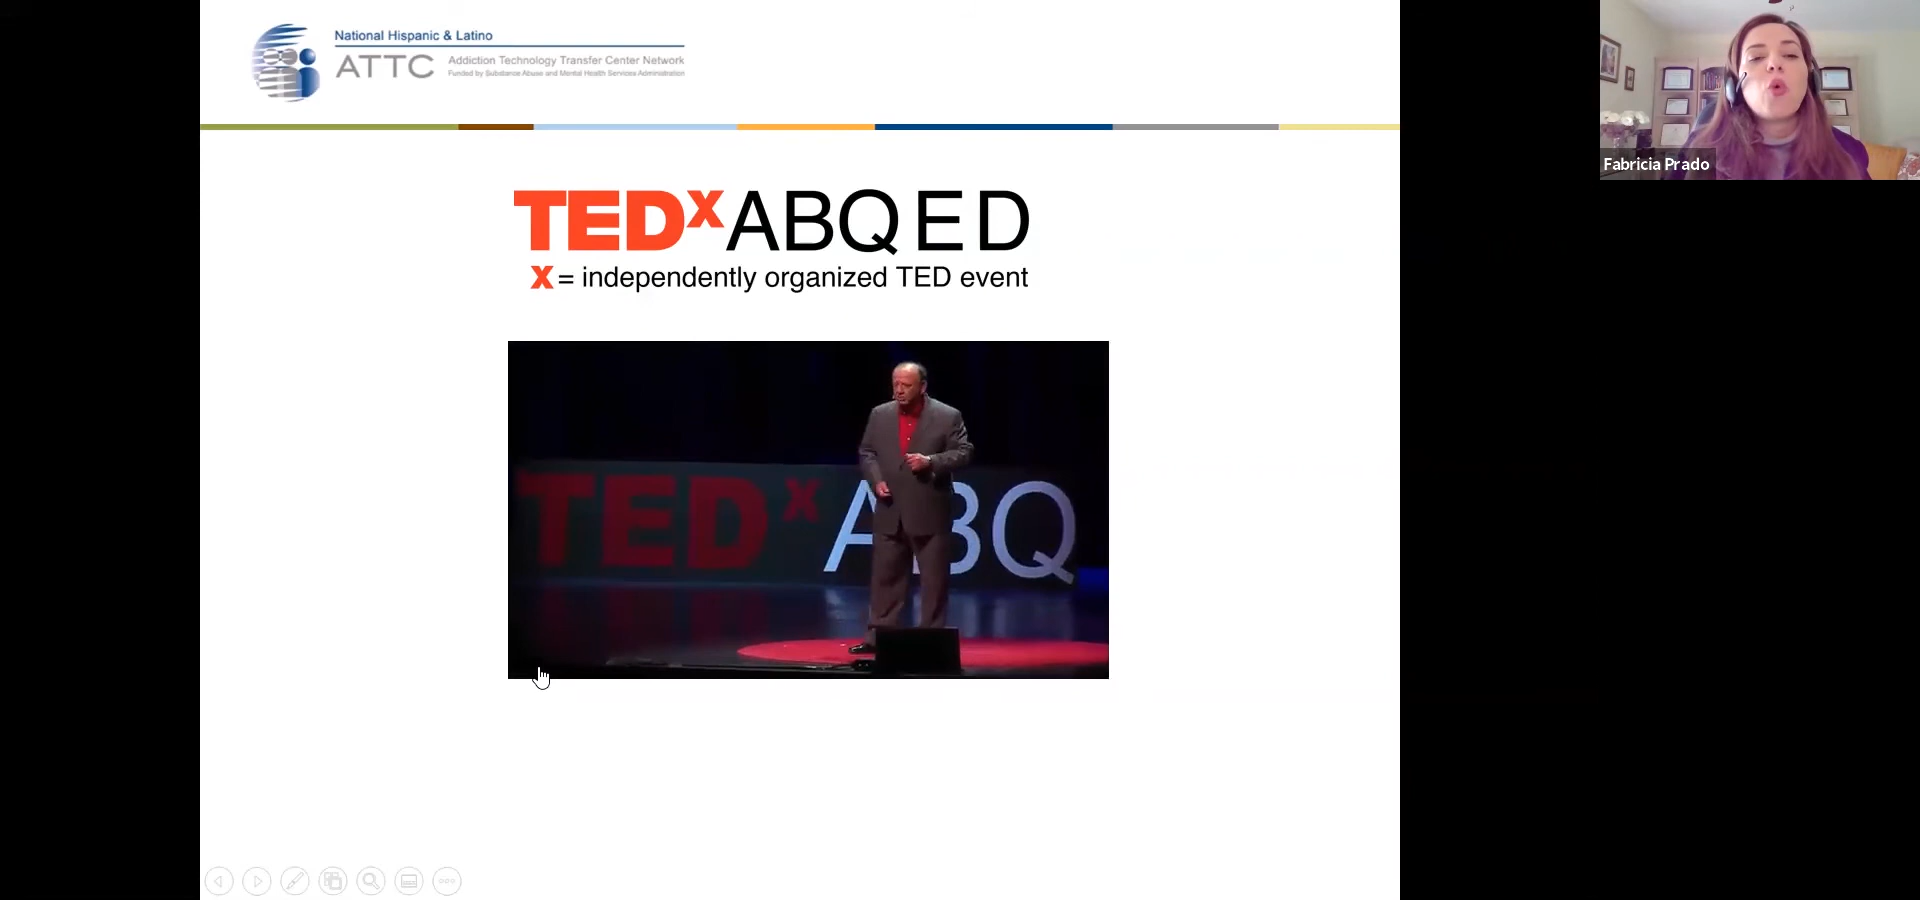 National Hispanic & Latino
ATTC
Addiction Technology Transfer Center Network
Funded by Substance Abuse and Mental Health Services Administration
Fabricia Prado
TEDxABQ ED
x = independently organized TED event
TEDx ABQ